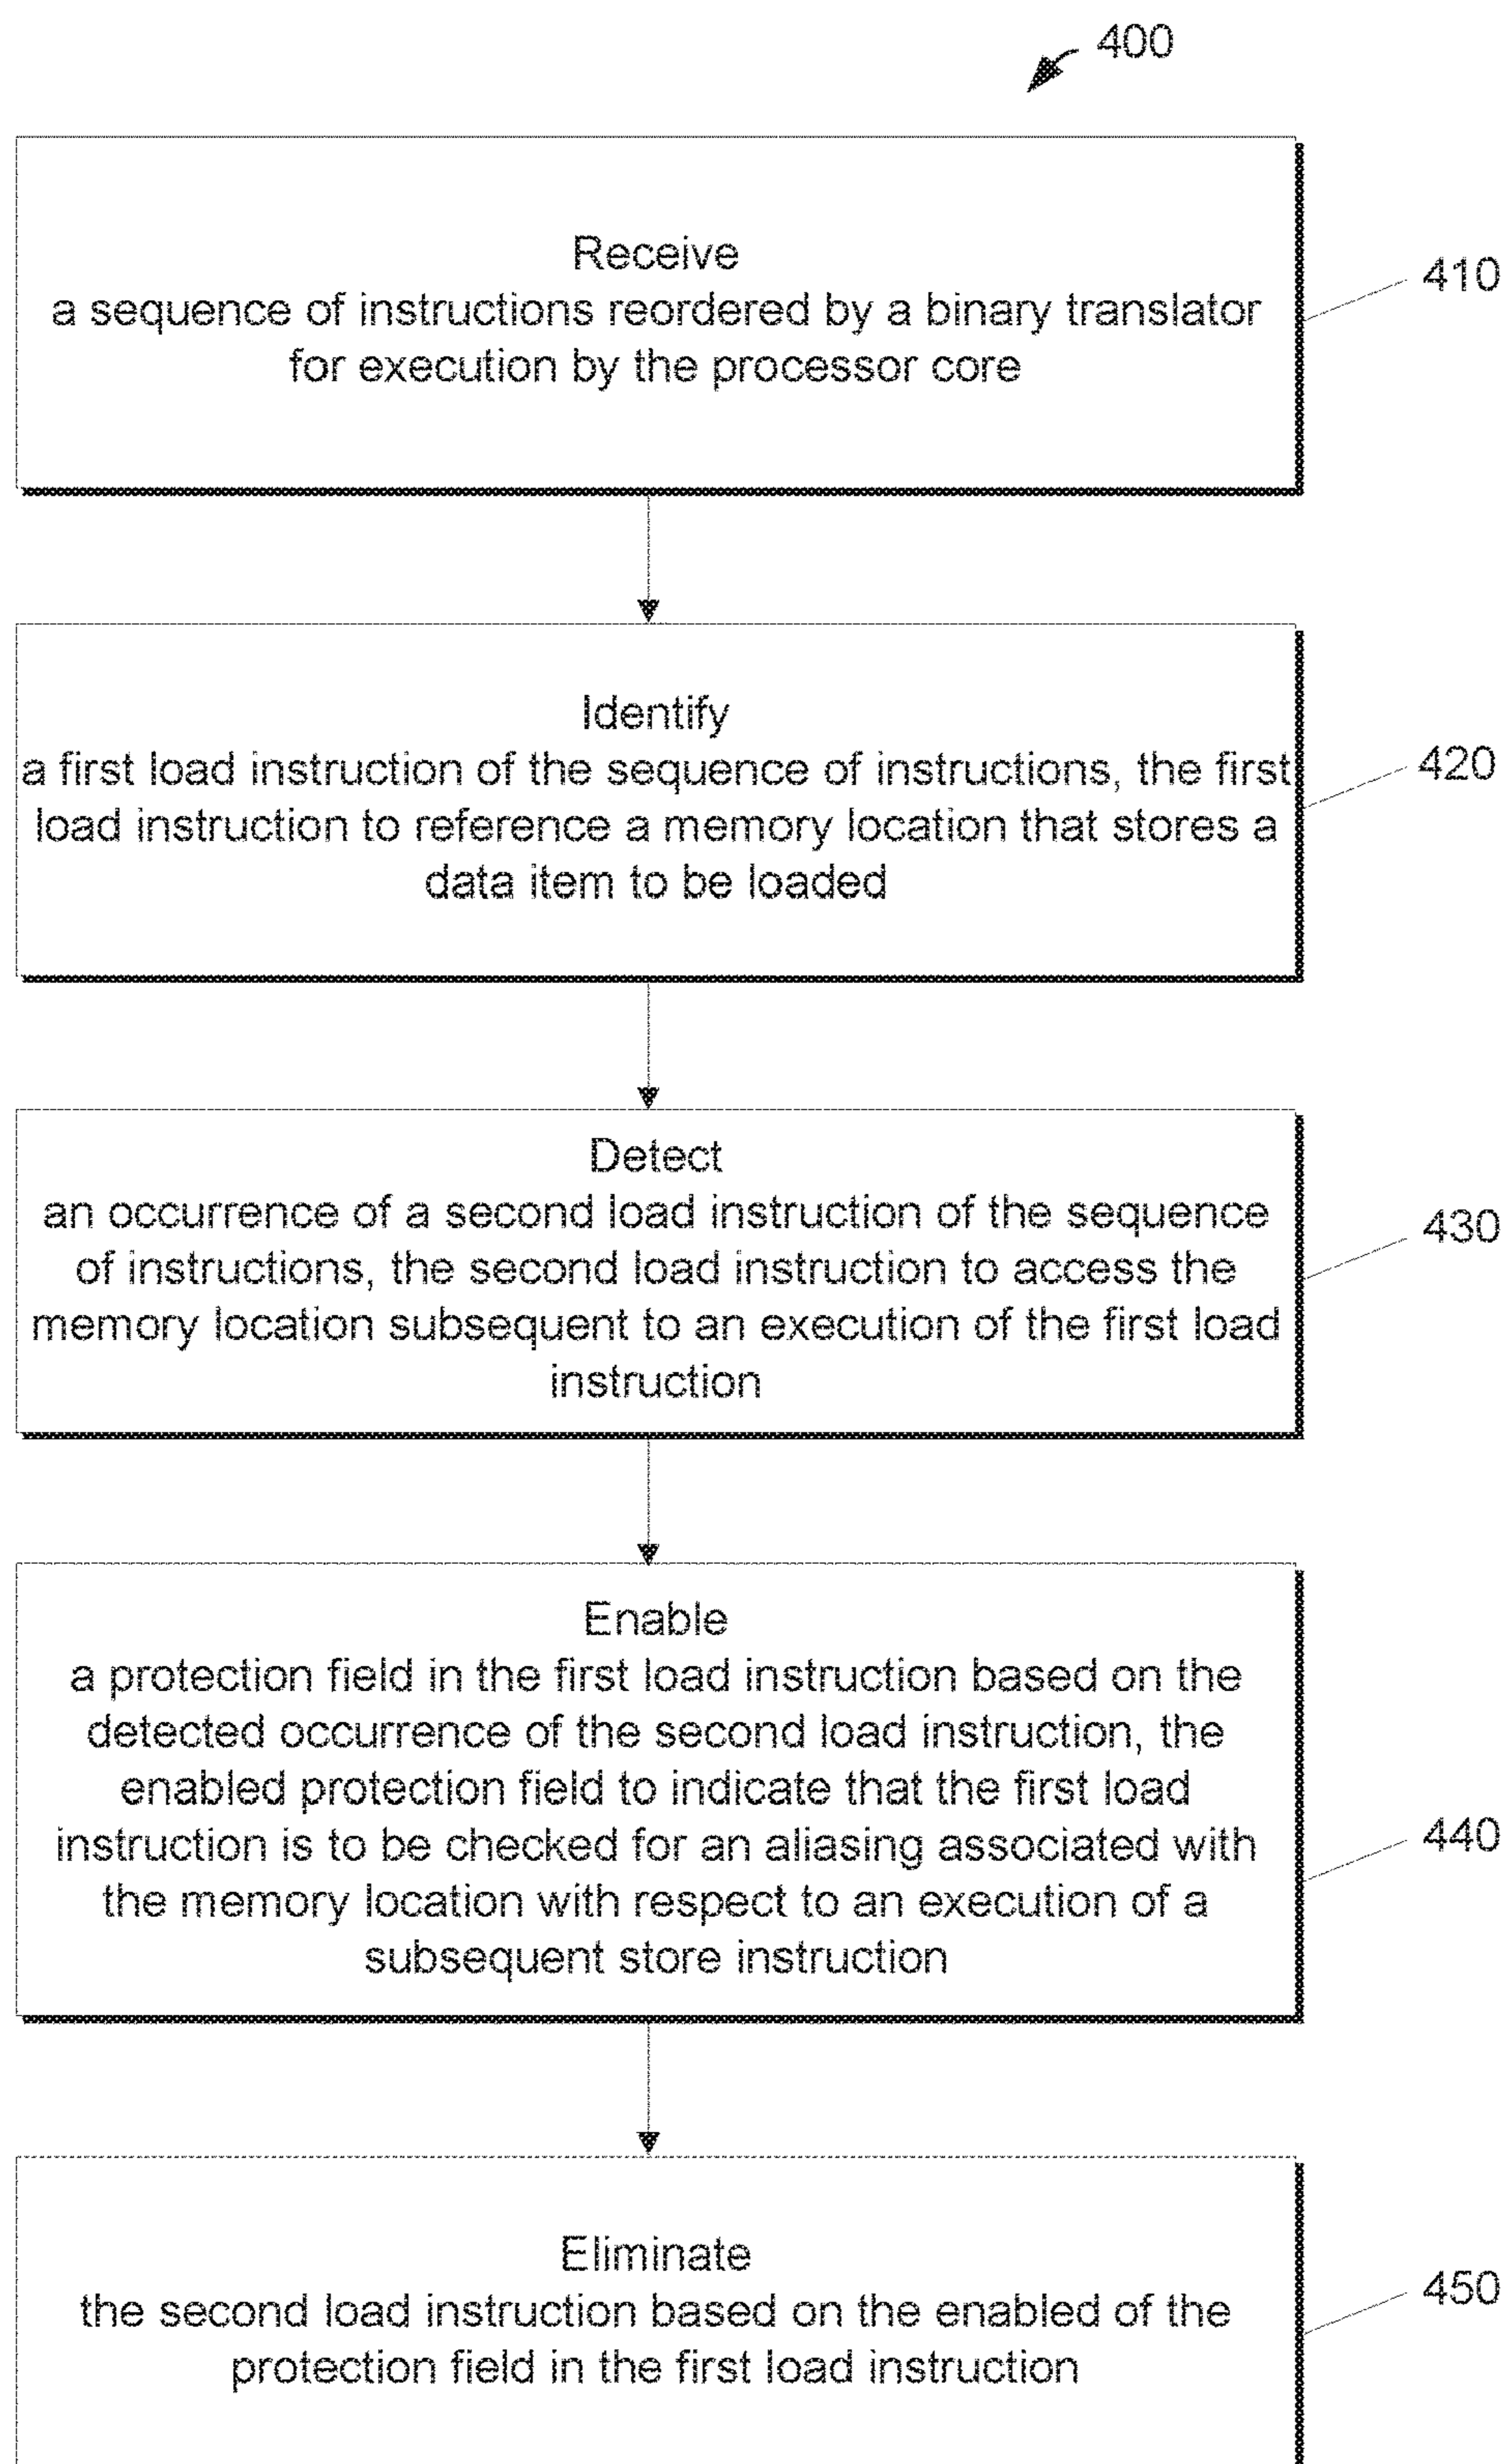 400
Receive
a sequence of instructions reordered by a binary translator
for execution by the processor core
410
Identify
a first load instruction of the sequence of instructions, the first
load instruction to reference a memory location that stores a
data item to be loaded
420
Detect
an occurrence of a second load instruction of the sequence
of instructions, the second load instruction to access the
memory location subsequent to an execution of the first load
instruction
430
Enable
a protection field in the first load instruction based on the
detected occurrence of the second load instruction, the
enabled protection field to indicate that the first load
instruction is to be checked for an aliasing associated with
the memory location with respect to an execution of a
subsequent store instruction
440
Eliminate
the second load instruction based on the enabled of the
protection field in the first load instruction
450